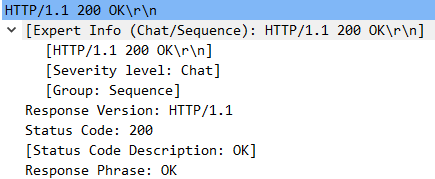 HTTP/1.1 200 OK\r\n
[Expert Info (Chat/Sequence): HTTP/1.1 200 OK\r\n]
[HTTP/1.1 200 OK\r\n]
[Severity level: Chat]
[Group: Sequence]
Response Version: HTTP/1.1
Status Code: 200
[Status Code Description: OK]
Response Phrase: OK